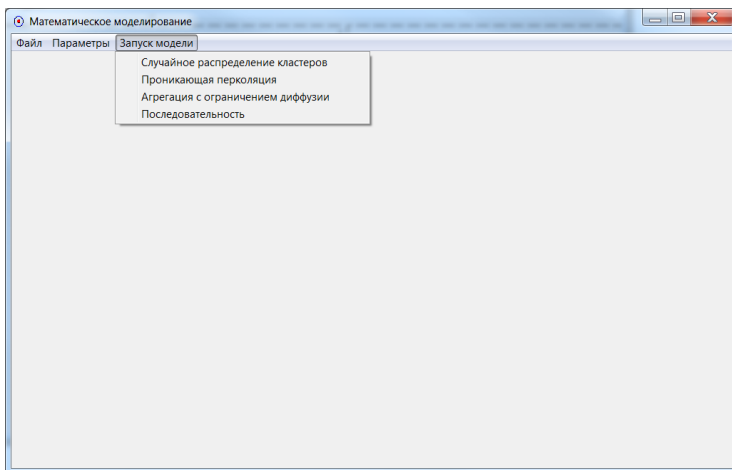 Математическое моделирование
Файл Параметры Запуск модели
Случайное распределение кластеров
Проникающая перколяция
Агрегация с ограничением диффузии
Последовательность